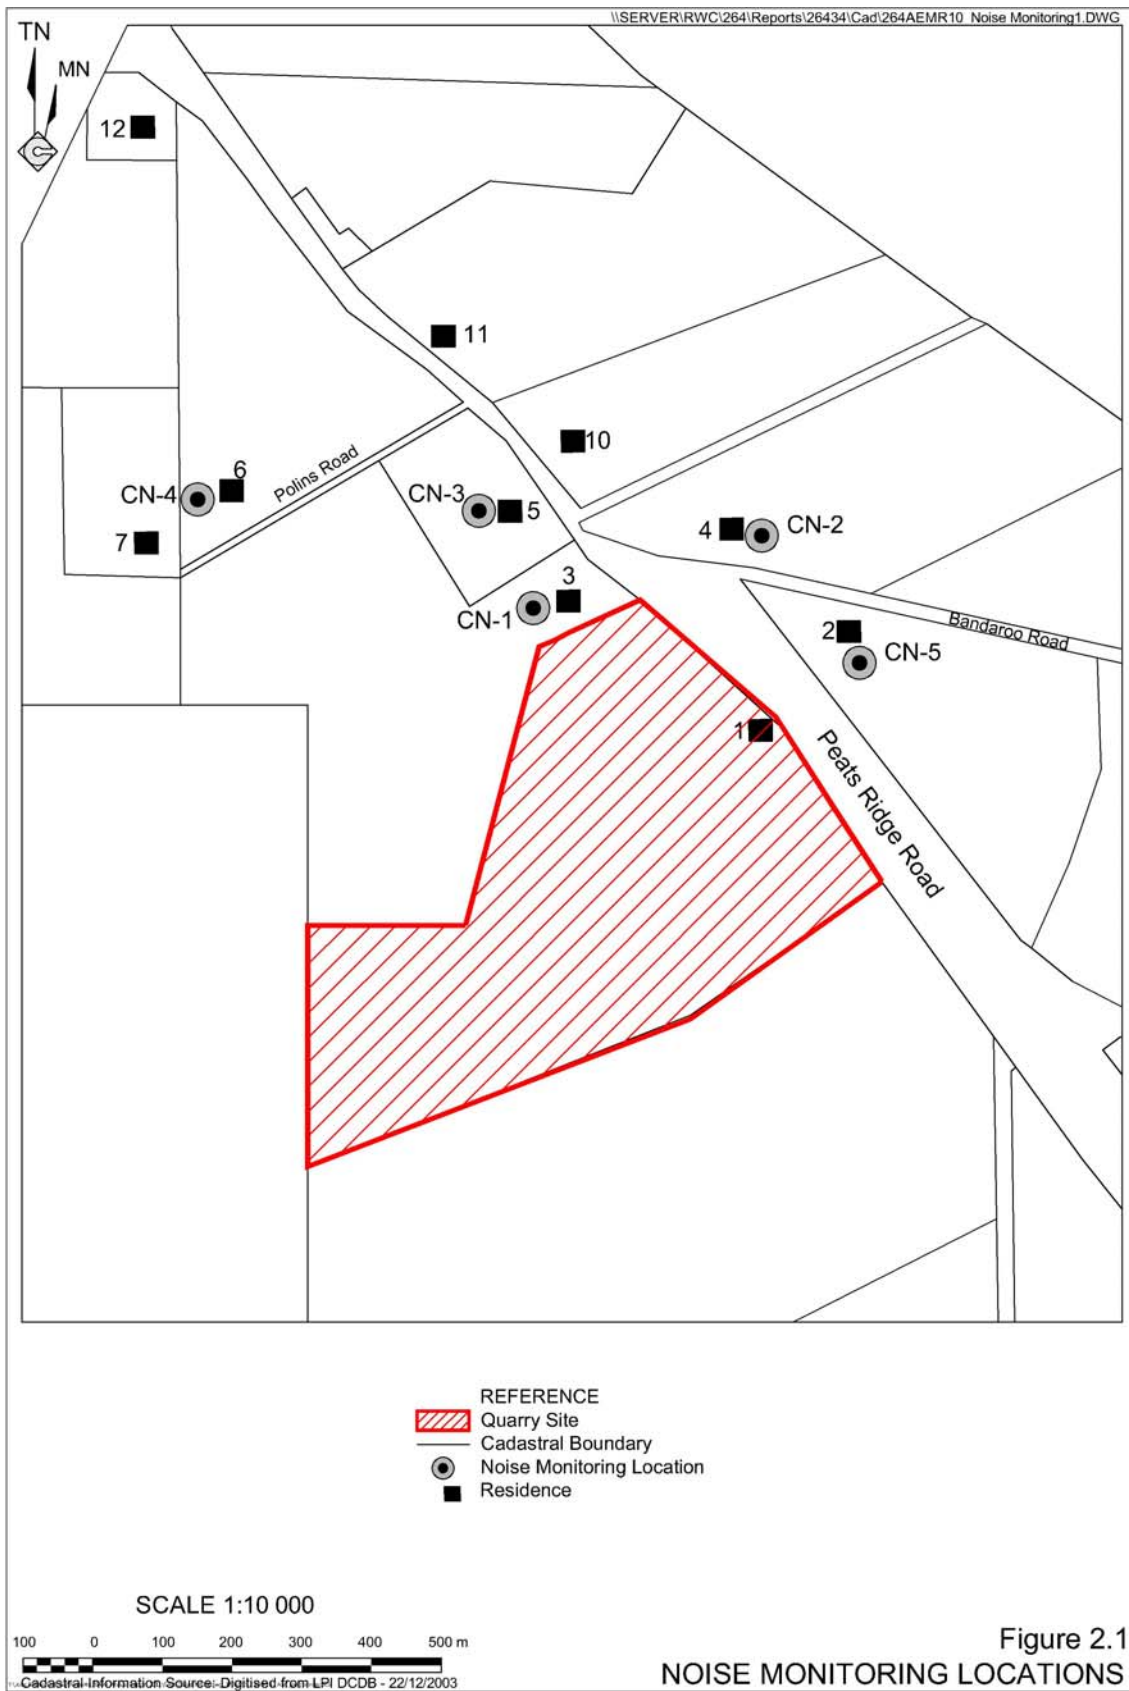 \\SERVER\RWC\264\Reports\26434\Cad\264AEMR10 Noise Monitoring1.DWG
TN
MN
12
11
10
6
CN-4
Polins Road
CN-3
5
7
4
CN-2
3
CN-1
2
Bandaroo Road
CN-5
1
Peats Ridge Road
REFERENCE
Quarry Site
Cadastral Boundary
Noise Monitoring Location
Residence
SCALE 1:10 000
100 0 100 200 300 400 500 m
Cadastral Information Source: Digitised from LPI DCDB - 22/12/2003
Figure 2.1
NOISE MONITORING LOCATIONS